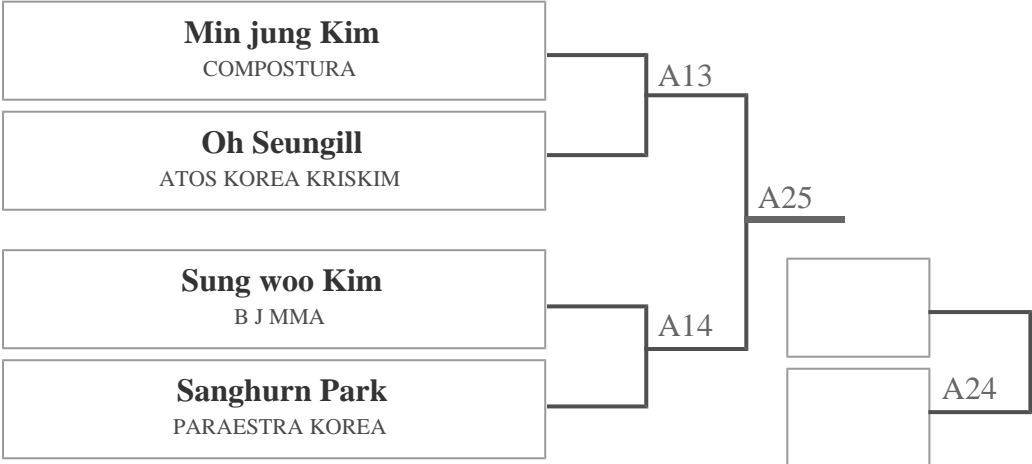 Min jung Kim
COMPOSTURA
A13
Oh Seungill
ATOS KOREA KRISKIM
A25
Sung woo Kim
B J MMA
A14
Sanghurn Park
PARAESTRA KOREA
A24